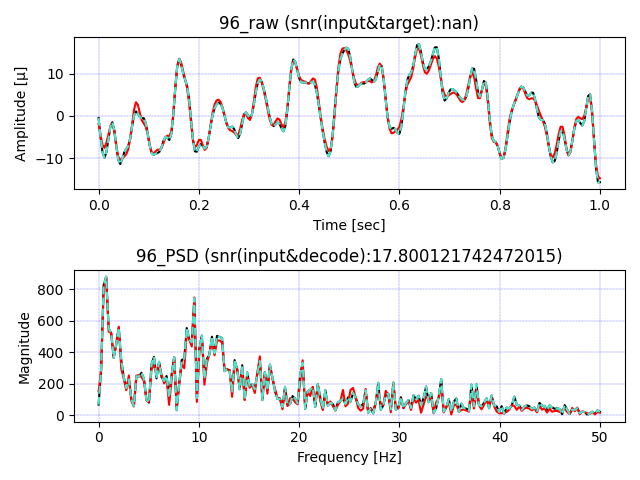 96_raw (snr(input&target):nan)
Amplitude [µ]
10
0
−10
0.0 0.2 0.4 0.6 0.8 1.0
Time [sec]
96_PSD (snr(input&decode):17.800121742472015)
Magnitude
800
600
400
200
0
0 10 20 30 40 50
Frequency [Hz]